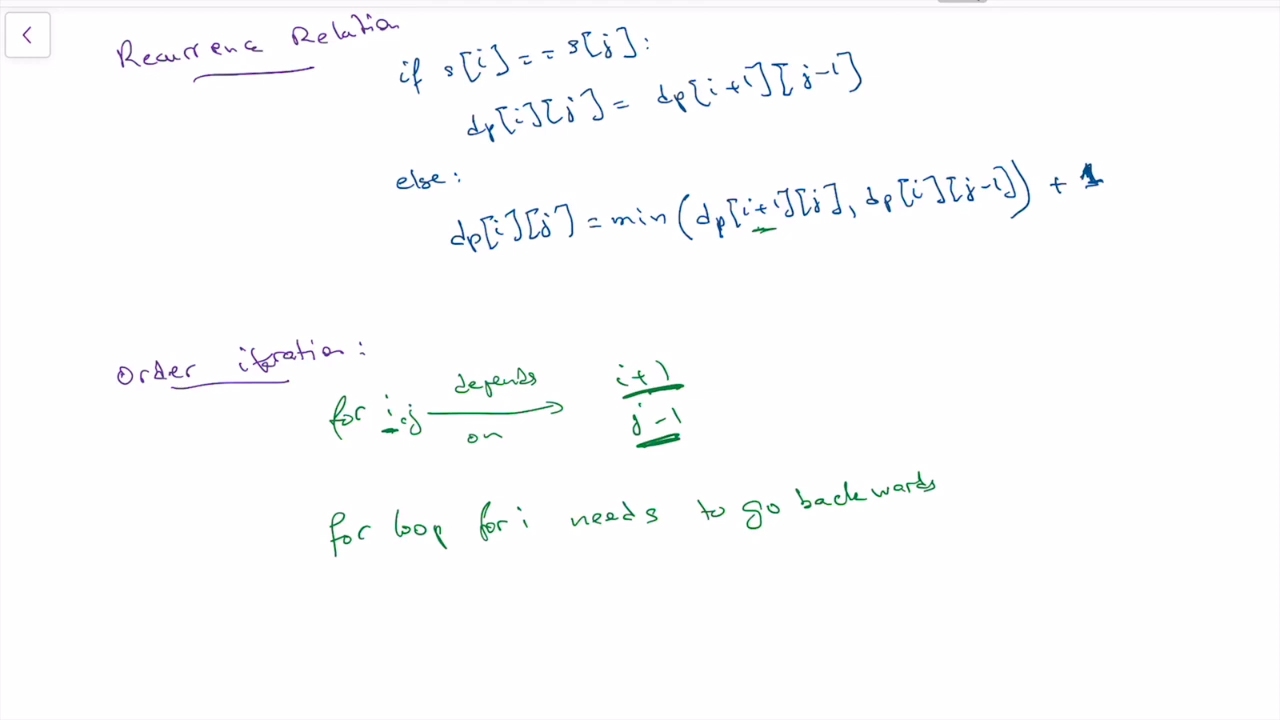 Recurrence Relation
if s[i] == s[j]:
dp[i][j] = dp[i+1][j-1]
else:
dp[i][j] = min(dp[i+1][j], dp[i][j-1]) + 1
Order iteration:
for i,j depends on i+1
j-1
for loop for i needs to go backwards